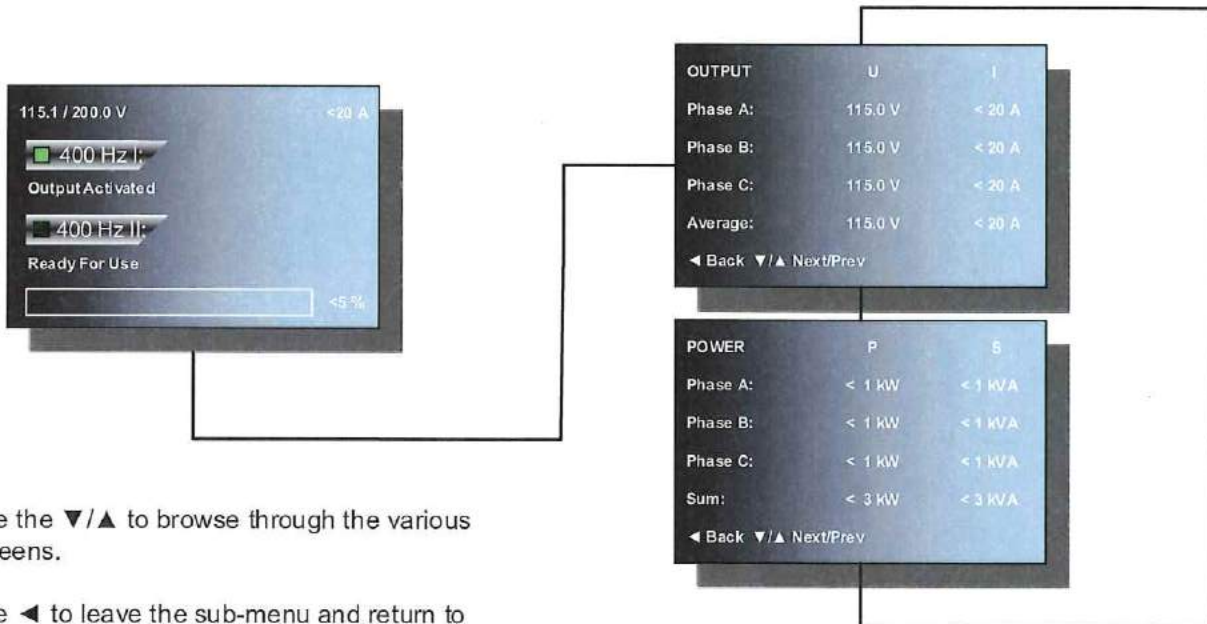 115.1 / 200.0 V <20 A
400 Hz I:
Output Activated
400 Hz II:
Ready For Use
<5 %
OUTPUT U I
Phase A: 115.0 V < 20 A
Phase B: 115.0 V < 20 A
Phase C: 115.0 V < 20 A
Average: 115.0 V < 20 A
◄ Back ▼/▲ Next/Prev
POWER P S
Phase A: < 1 kW < 1 kVA
Phase B: < 1 kW < 1 kVA
Phase C: < 1 kW < 1 kVA
Sum: < 3 kW < 3 kVA
◄ Back ▼/▲ Next/Prev
e the ▼/▲ to browse through the various
eens.
e ◄ to leave the sub-menu and return to